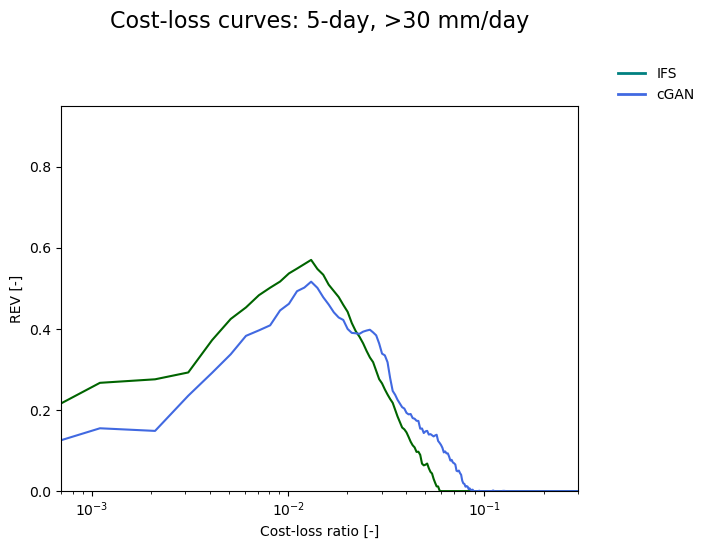 Cost-loss curves: 5-day, >30 mm/day
IFS
cGAN
0.8
0.6
0.4
0.2
0.0
REV [-]
10⁻³
10⁻²
10⁻¹
Cost-loss ratio [-]